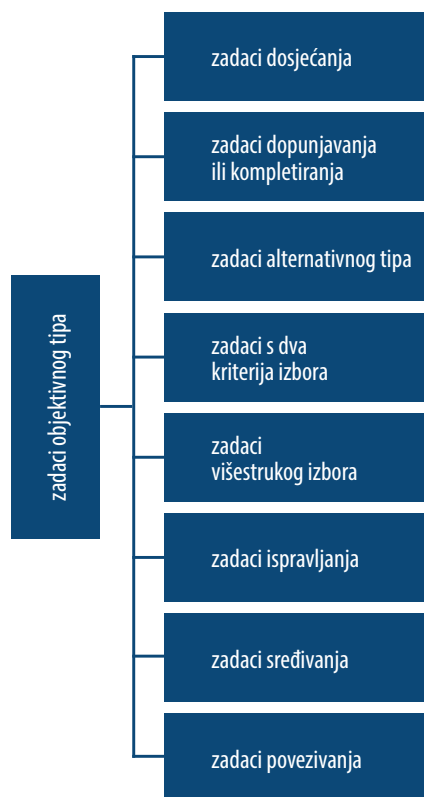 zadaci objektivnog tipa
zadaci dosjećanja
zadaci dopunjavanja
ili kompletiranja
zadaci alternativnog tipa
zadaci s dva
kriterija izbora
zadaci
višestrukog izbora
zadaci ispravljanja
zadaci sređivanja
zadaci povezivanja